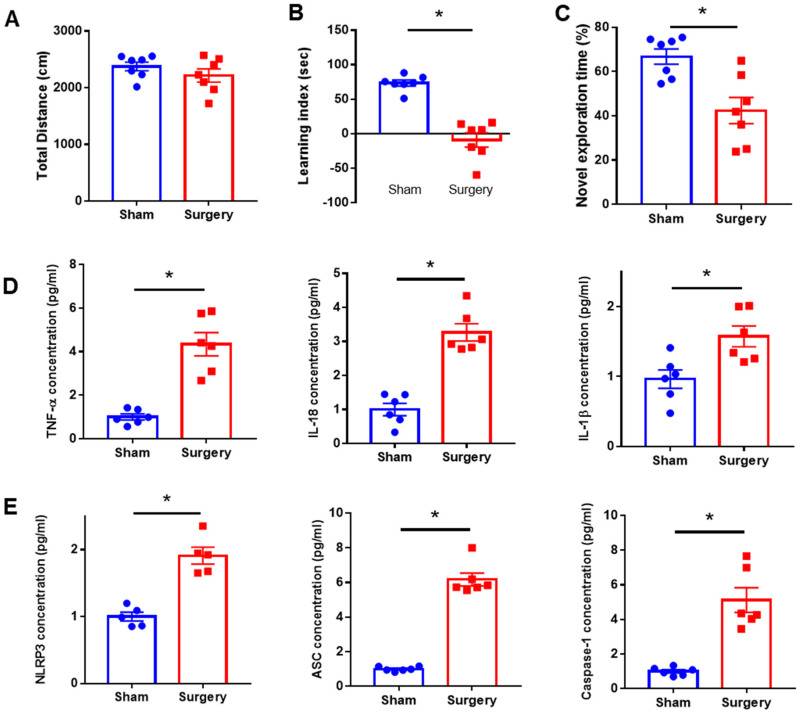 A
Total Distance (cm)
3000
2000
1000
0
Sham
Surgery
B
*
Learning index (sec)
100
50
0
-50
-100
Sham
Surgery
C
*
Novel exploration time (%)
80
60
40
20
0
Sham
Surgery
D
*
TNF-α concentration (pg/ml)
8
6
4
2
0
Sham
Surgery
*
IL-18 concentration (pg/ml)
5
4
3
2
1
0
Sham
Surgery
*
IL-1β concentration (pg/ml)
2
1
0
Sham
Surgery
E
*
NLRP3 concentration (pg/ml)
2
1
0
Sham
Surgery
*
ASC concentration (pg/ml)
10
8
6
4
2
0
Sham
Surgery
*
Caspase-1 concentration (pg/ml)
10
8
6
4
2
0
Sham
Surgery